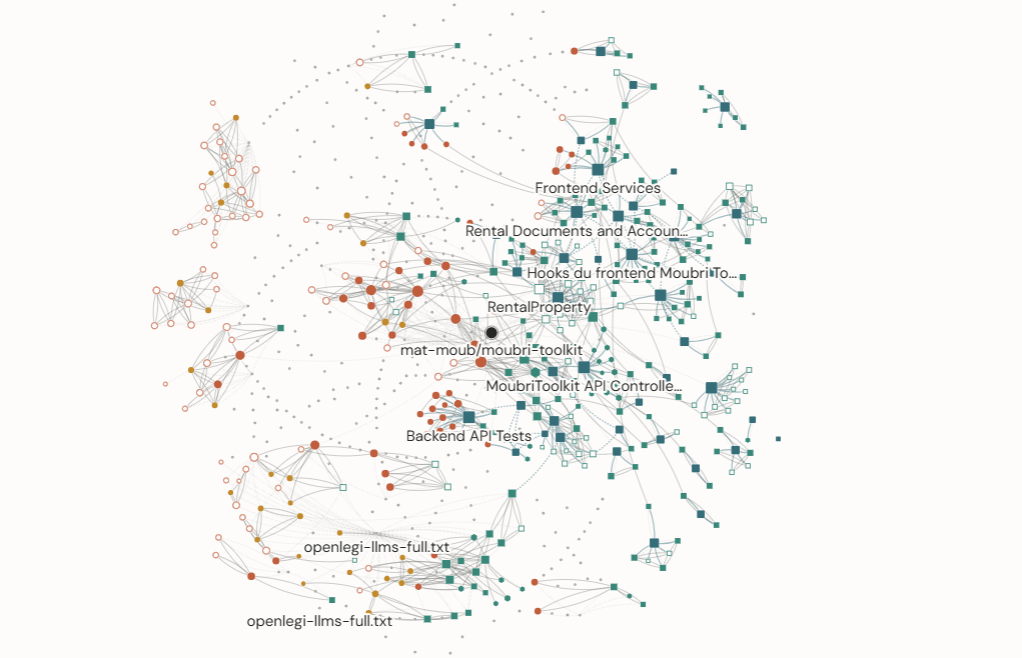 Frontend Services
Rental Documents and Accoun...
Hooks du frontend Moubri To...
RentalProperty
mat-moub/moubri-toolkit
MoubriToolkit API Controlle...
Backend API Tests
openlegi-llms-full.txt
openlegi-llms-full.txt